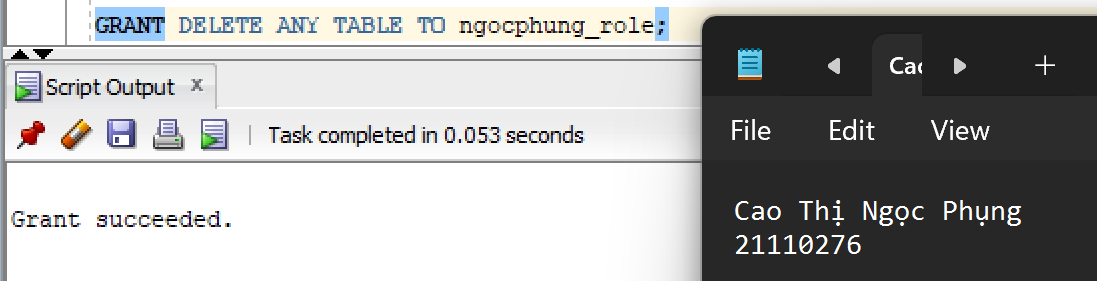 GRANT DELETE ANY TABLE TO ngocphung_role;
Script Output x
Task completed in 0.053 seconds
Grant succeeded.
Cao
File Edit View
Cao Thị Ngọc Phụng
21110276